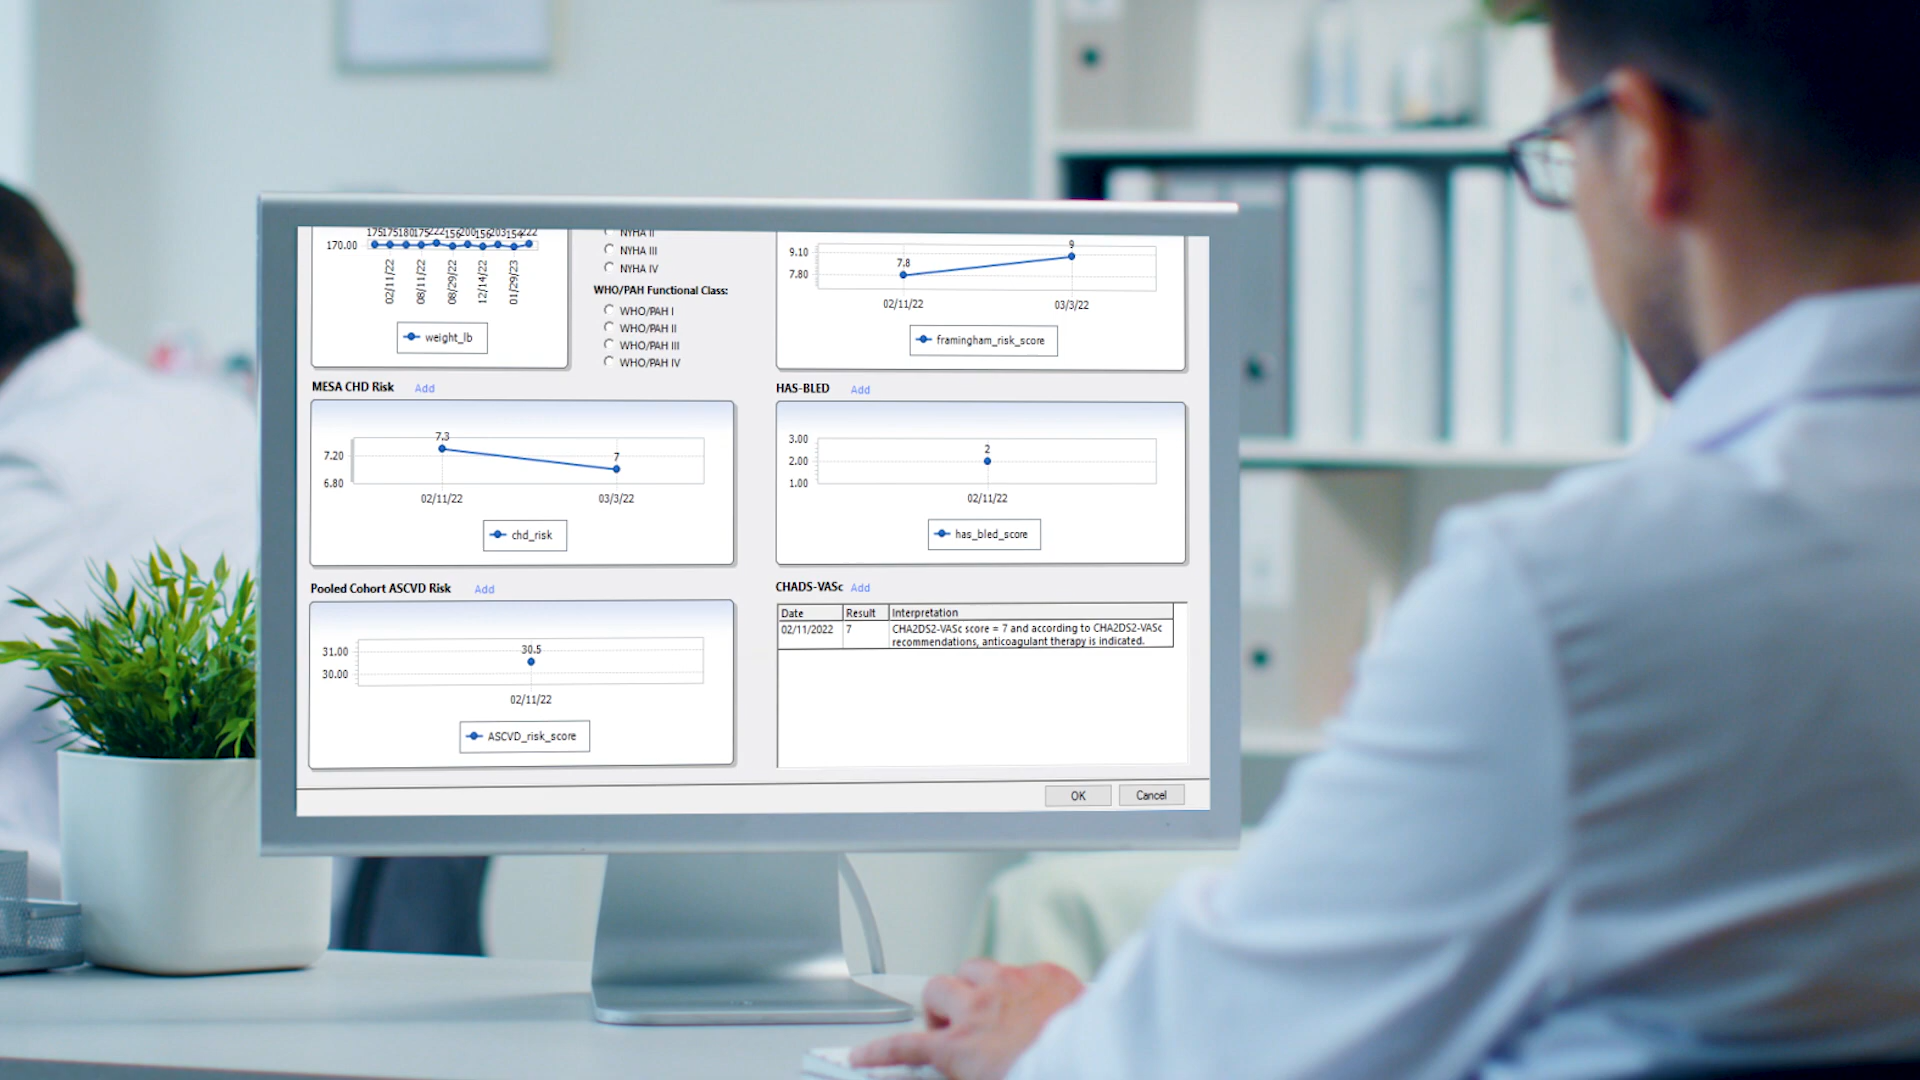 175 175 180 175 222 156 200 156 203 154 222
170.00
02/11/22
08/11/22
08/29/22
12/14/22
01/29/23
weight_lb
NYHA II
NYHA III
NYHA IV
WHO/PAH Functional Class:
WHO/PAH I
WHO/PAH II
WHO/PAH III
WHO/PAH IV
9.10
7.80
7.8
9
02/11/22
03/3/22
framingham_risk_score
MESA CHD Risk Add
7.20
6.80
7.3
7
02/11/22
03/3/22
chd_risk
HAS-BLED Add
3.00
2.00
1.00
2
02/11/22
has_bled_score
Pooled Cohort ASCVD Risk Add
31.00
30.00
30.5
02/11/22
ASCVD_risk_score
CHADS-VASc Add
Date Result Interpretation
02/11/2022 7 CHA2DS2-VASc score = 7 and according to CHA2DS2-VASc
recommendations, anticoagulant therapy is indicated.
OK Cancel